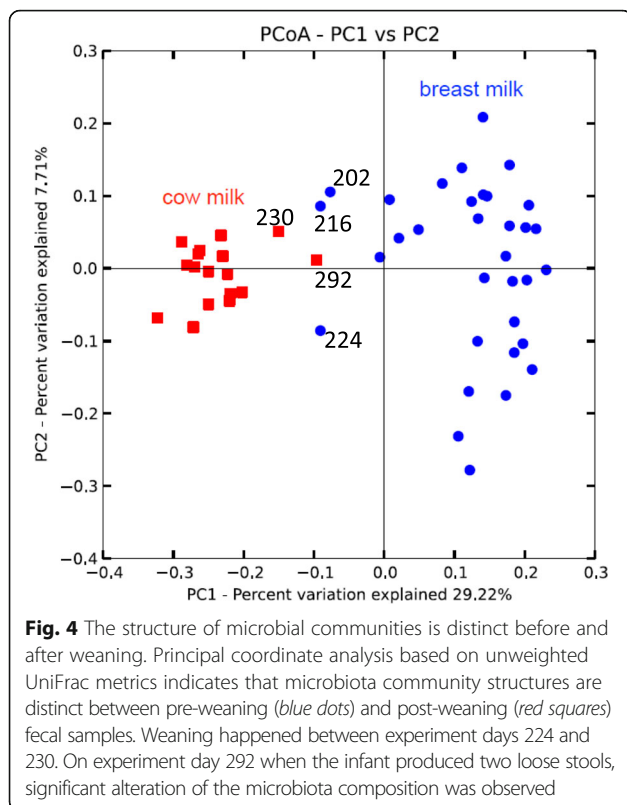 PCoA - PC1 vs PC2
0.3
breast milk
0.2
202
0.1
cow milk
230
216
0.0
292
224
−0.1
−0.2
−0.3
−0.4
−0.4
−0.3
−0.2
−0.1
0.0
0.1
0.2
0.3
PC2 - Percent variation explained 7.71%
PC1 - Percent variation explained 29.22%
Fig. 4 The structure of microbial communities is distinct before and
after weaning. Principal coordinate analysis based on unweighted
UniFrac metrics indicates that microbiota community structures are
distinct between pre-weaning (blue dots) and post-weaning (red squares)
fecal samples. Weaning happened between experiment days 224 and
230. On experiment day 292 when the infant produced two loose stools,
significant alteration of the microbiota composition was observed